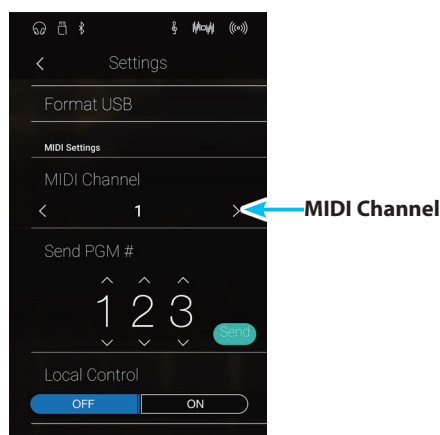 Settings
Format USB
MIDI Settings
MIDI Channel
< 1 >
MIDI Channel
Send PGM #
1 2 3
Send
Local Control
OFF ON